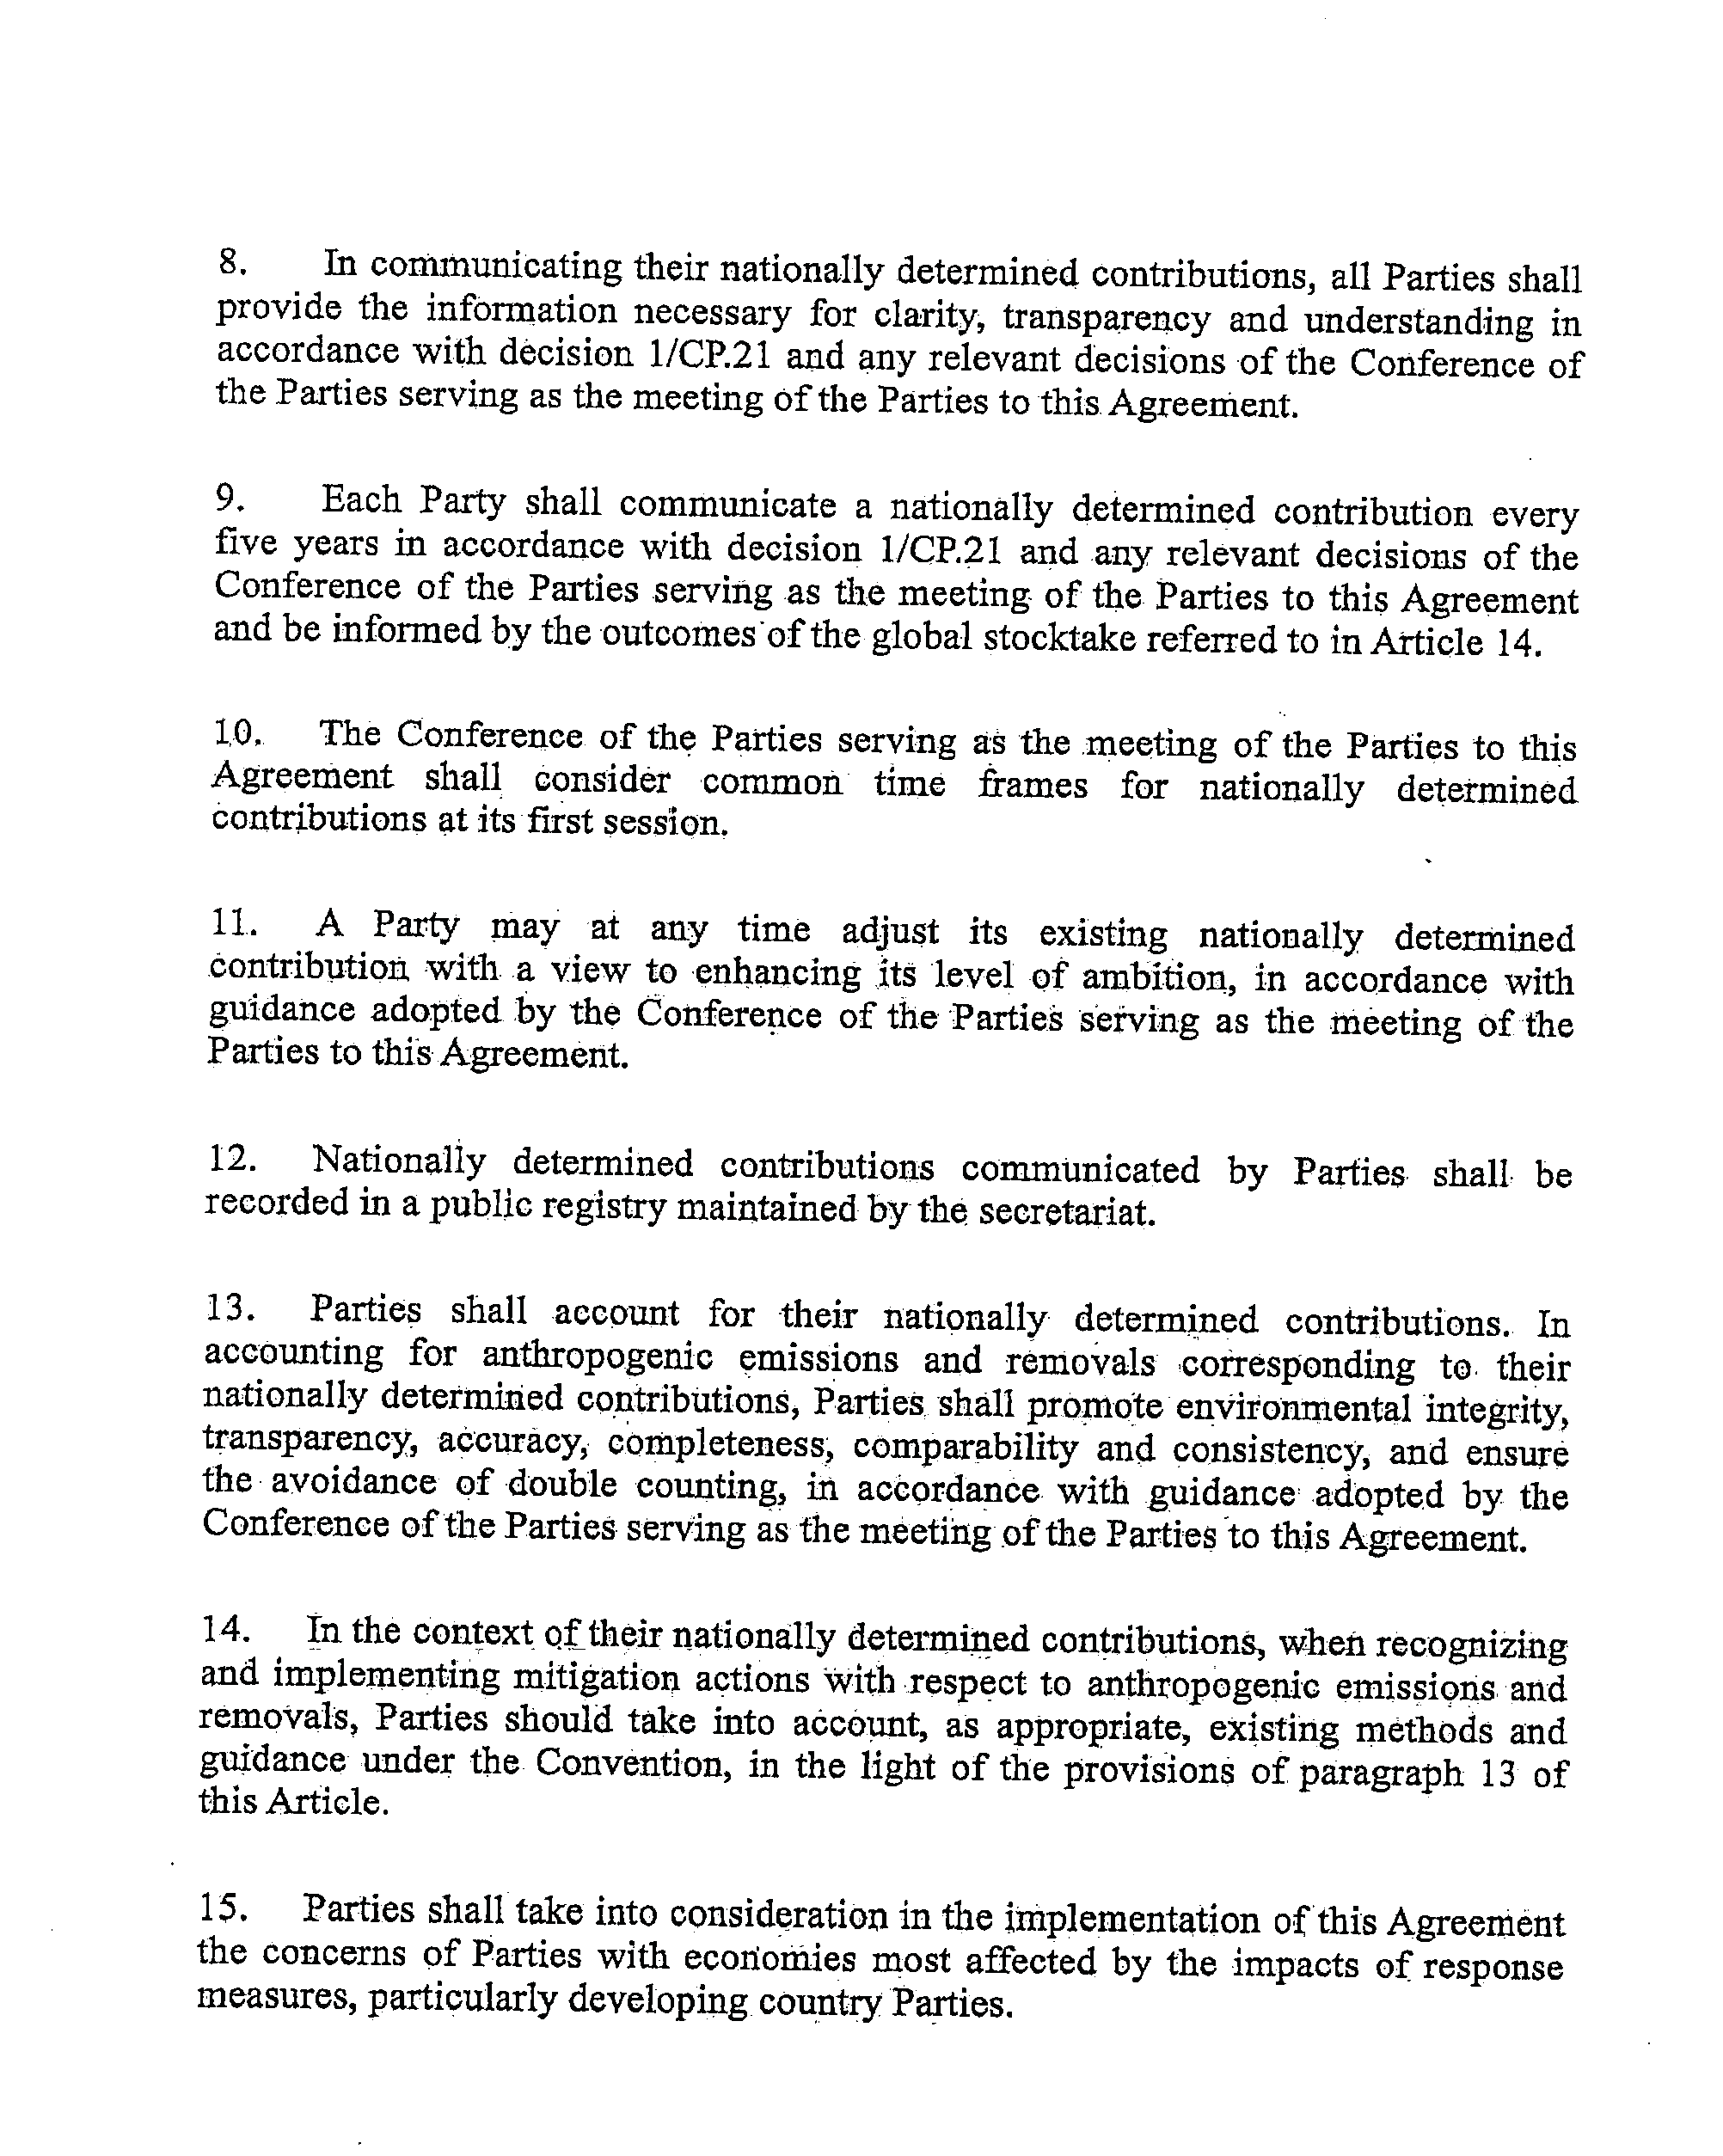 8. In communicating their nationally determined contributions, all Parties shall
provide the information necessary for clarity, transparency and understanding in
accordance with decision 1/CP.21 and any relevant decisions of the Conference of
the Parties serving as the meeting of the Parties to this Agreement.
9. Each Party shall communicate a nationally determined contribution every
five years in accordance with decision 1/CP.21 and any relevant decisions of the
Conference of the Parties serving as the meeting of the Parties to this Agreement
and be informed by the outcomes of the global stocktake referred to in Article 14.
10. The Conference of the Parties serving as the meeting of the Parties to this
Agreement shall consider common time frames for nationally determined
contributions at its first session.
11. A Party may at any time adjust its existing nationally determined
contribution with a view to enhancing its level of ambition, in accordance with
guidance adopted by the Conference of the Parties serving as the meeting of the
Parties to this Agreement.
12. Nationally determined contributions communicated by Parties shall be
recorded in a public registry maintained by the secretariat.
13. Parties shall account for their nationally determined contributions. In
accounting for anthropogenic emissions and removals corresponding to their
nationally determined contributions, Parties shall promote environmental integrity,
transparency, accuracy, completeness, comparability and consistency, and ensure
the avoidance of double counting, in accordance with guidance adopted by the
Conference of the Parties serving as the meeting of the Parties to this Agreement.
14. In the context of their nationally determined contributions, when recognizing
and implementing mitigation actions with respect to anthropogenic emissions and
removals, Parties should take into account, as appropriate, existing methods and
guidance under the Convention, in the light of the provisions of paragraph 13 of
this Article.
15. Parties shall take into consideration in the implementation of this Agreement
the concerns of Parties with economies most affected by the impacts of response
measures, particularly developing country Parties.